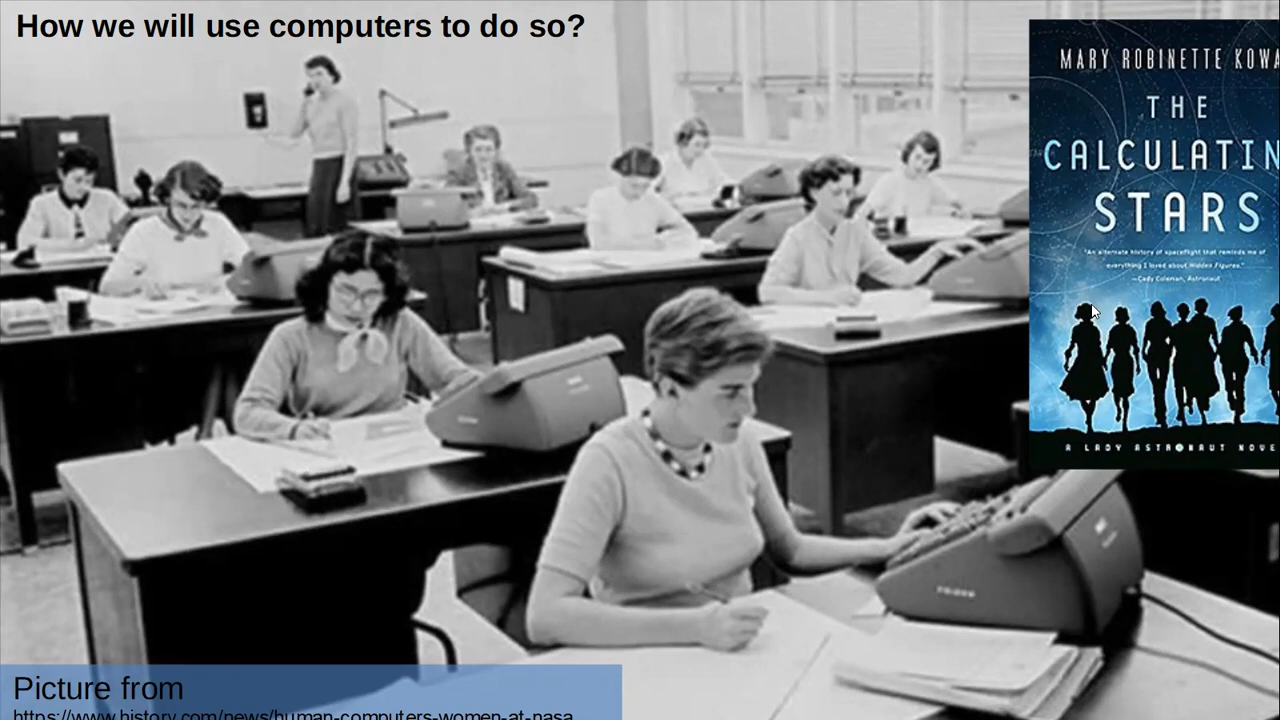 How we will use computers to do so?
MARY ROBINETTE KOWA
THE
CALCULATIN
STARS
"An alternate history of spaceflight that reminds me of
everything I loved about Hidden Figures."
—Cady Coleman, Astronaut
A LADY ASTRONAUT NOVE
Picture from
https://www.history.com/news/human-computers-women-at-nasa